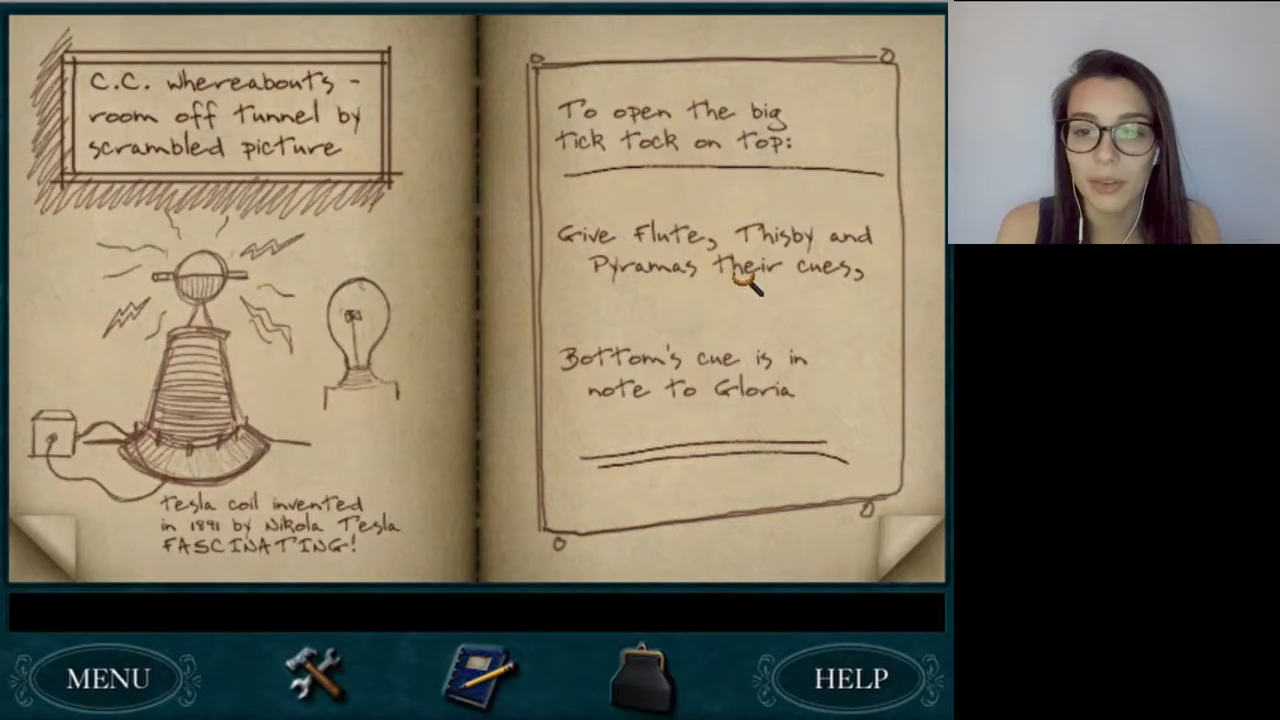 C.C. whereabouts -
room off tunnel by
scrambled picture
Tesla coil invented
in 1891 by Nikola Tesla
FASCINATING!
To open the big
tick tock on top:
Give Flute, Thisby and
Pyramas their cues,
Bottom's cue is in
note to Gloria
MENU
HELP